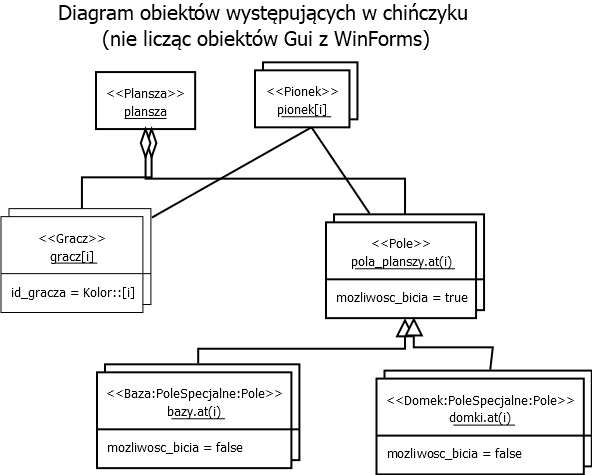 Diagram obiektów występujących w chińczyku
(nie licząc obiektów Gui z WinForms)
<<Plansza>>
plansza
<<Pionek>>
pionek[i]
<<Gracz>>
gracz[i]
id_gracza = Kolor::[i]
<<Pole>>
pola_planszy.at(i)
mozliwosc_bicia = true
<<Baza:PoleSpecjalne:Pole>>
bazy.at(i)
mozliwosc_bicia = false
<<Domek:PoleSpecjalne:Pole>>
domki.at(i)
mozliwosc_bicia = false